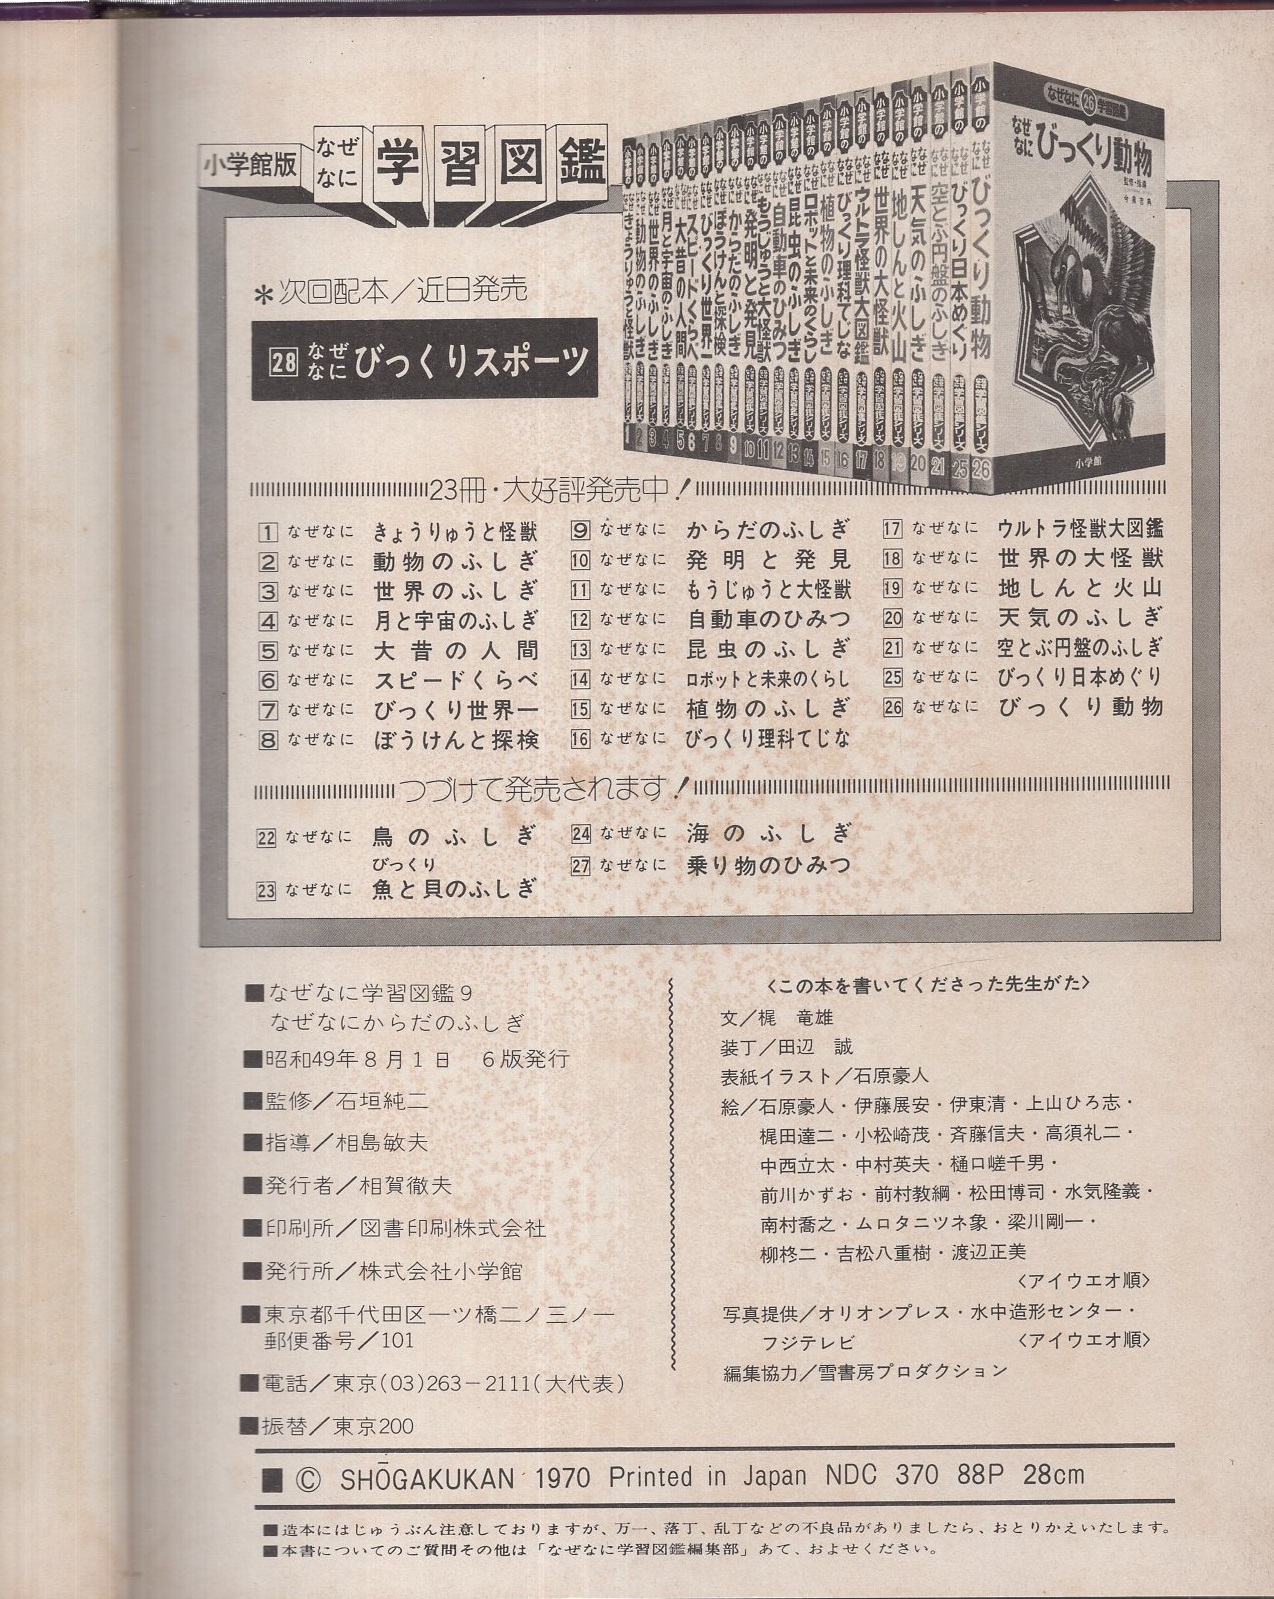 小学館版 なぜなに 学習図鑑
＊次回配本／近日発売
28 なぜなに びっくりスポーツ
なぜなに 26 学習図鑑
なぜなに びっくり動物
小学館
23冊・大好評発売中！
1 なぜなに きょうりゅうと怪獣
2 なぜなに 動物のふしぎ
3 なぜなに 世界のふしぎ
4 なぜなに 月と宇宙のふしぎ
5 なぜなに 大昔の人間
6 なぜなに スピードくらべ
7 なぜなに びっくり世界一
8 なぜなに ぼうけんと探検
9 なぜなに からだのふしぎ
10 なぜなに 発明と発見
11 なぜなに もうじゅうと大怪獣
12 なぜなに 自動車のひみつ
13 なぜなに 昆虫のふしぎ
14 なぜなに ロボットと未来のくらし
15 なぜなに 植物のふしぎ
16 なぜなに びっくり理科てじな
17 なぜなに ウルトラ怪獣大図鑑
18 なぜなに 世界の大怪獣
19 なぜなに 地しんと火山
20 なぜなに 天気のふしぎ
21 なぜなに 空とぶ円盤のふしぎ
25 なぜなに びっくり日本めぐり
26 なぜなに びっくり動物
つづけて発売されます！
22 なぜなに 鳥のふしぎ
びっくり
23 なぜなに 魚と貝のふしぎ
24 なぜなに 海のふしぎ
27 なぜなに 乗り物のひみつ
■なぜなに学習図鑑9
なぜなにからだのふしぎ
■昭和49年8月1日 6版発行
■監修／石垣純二
■指導／相島敏夫
■発行者／相賀徹夫
■印刷所／図書印刷株式会社
■発行所／株式会社小学館
■東京都千代田区一ツ橋二ノ三ノ一
郵便番号／101
■電話／東京(03)263－2111(大代表)
■振替／東京200
〈この本を書いてくださった先生がた〉
文／梶 竜雄
装丁／田辺 誠
表紙イラスト／石原豪人
絵／石原豪人・伊藤展安・伊東清・上山ひろ志・
梶田達二・小松崎茂・斉藤信夫・高須礼二・
中西立太・中村英夫・樋口嵯千男・
前川かずお・前村教綱・松田博司・水気隆義・
南村喬之・ムロタニツネ象・梁川剛一・
柳柊二・吉松八重樹・渡辺正美
〈アイウエオ順〉
写真提供／オリオンプレス・水中造形センター・
フジテレビ 〈アイウエオ順〉
編集協力／雪書房プロダクション
■ © SHŌGAKUKAN 1970 Printed in Japan NDC 370 88P 28cm
■造本にはじゅうぶん注意しておりますが、万一、落丁、乱丁などの不良品がありましたら、おとりかえいたします。
■本書についてのご質問その他は「なぜなに学習図鑑編集部」あて、およせください。